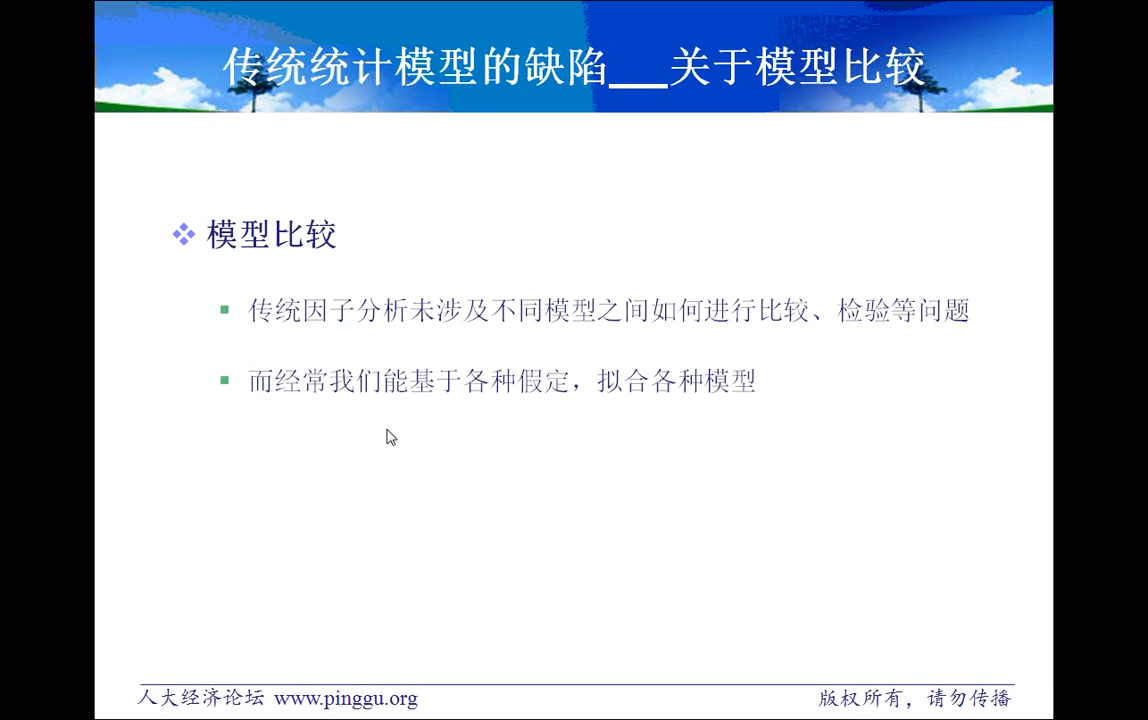 传统统计模型的缺陷___关于模型比较
模型比较
传统因子分析未涉及不同模型之间如何进行比较、检验等问题
而经常我们能基于各种假定，拟合各种模型
人大经济论坛 www.pinggu.org
版权所有，请勿传播